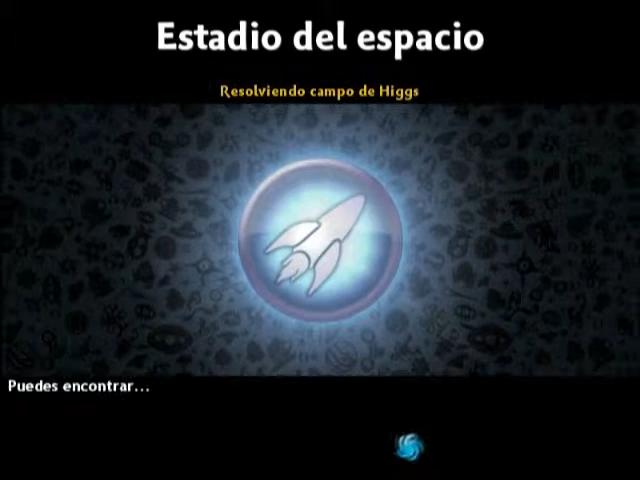 Estadio del espacio
Resolviendo campo de Higgs
Puedes encontrar...